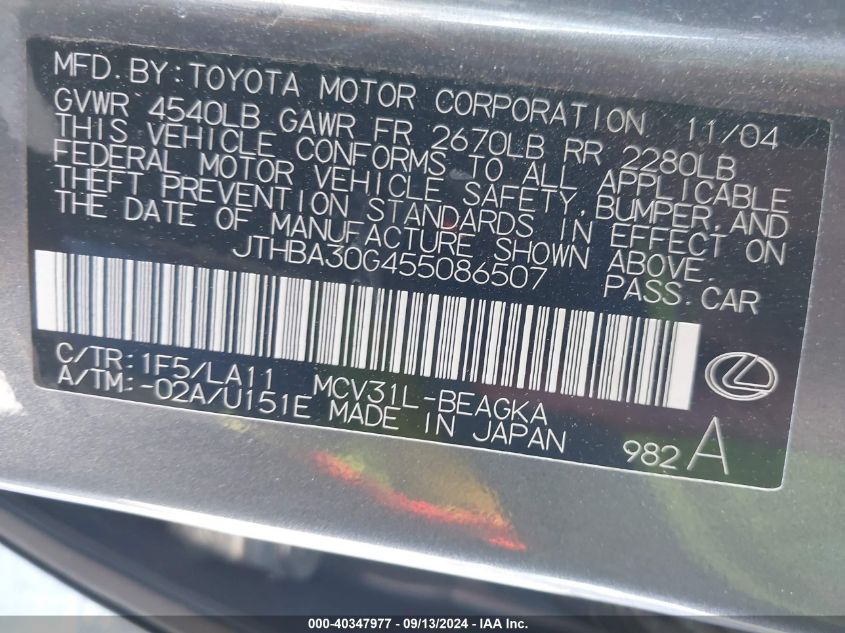 MFD. BY: TOYOTA MOTOR CORPORATION 11/04
GVWR 4540LB GAWR FR 2670LB RR 2280LB
THIS VEHICLE CONFORMS TO ALL APPLICABLE
FEDERAL MOTOR VEHICLE SAFETY, BUMPER, AND
THEFT PREVENTION STANDARDS IN EFFECT ON
THE DATE OF MANUFACTURE SHOWN ABOVE.
JTHBA30G455086507 PASS. CAR
C/TR: 1F5/LA11 MCV31L-BEAGKA
A/TM: -02A/U151E MADE IN JAPAN 982 A
000-40347977 - 09/13/2024 - IAA Inc.